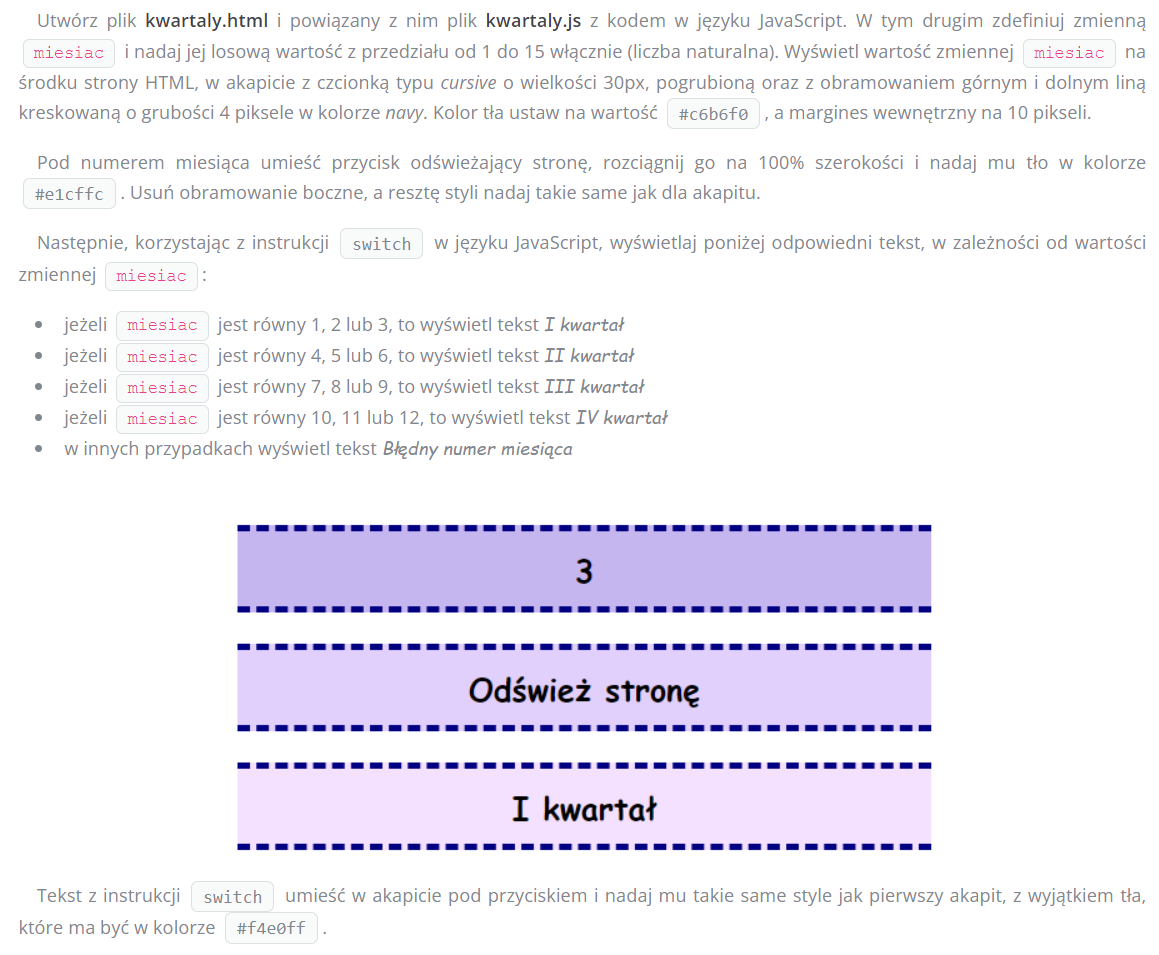 Utwórz plik kwartaly.html i powiązany z nim plik kwartaly.js z kodem w języku JavaScript. W tym drugim zdefiniuj zmienną
miesiac i nadaj jej losową wartość z przedziału od 1 do 15 włącznie (liczba naturalna). Wyświetl wartość zmiennej miesiac na
środku strony HTML, w akapicie z czcionką typu cursive o wielkości 30px, pogrubioną oraz z obramowaniem górnym i dolnym liną
kreskowaną o grubości 4 piksele w kolorze navy. Kolor tła ustaw na wartość #c6b6f0 , a margines wewnętrzny na 10 pikseli.
Pod numerem miesiąca umieść przycisk odświeżający stronę, rozciągnij go na 100% szerokości i nadaj mu tło w kolorze
#e1cffc . Usuń obramowanie boczne, a resztę styli nadaj takie same jak dla akapitu.
Następnie, korzystając z instrukcji switch w języku JavaScript, wyświetlaj poniżej odpowiedni tekst, w zależności od wartości
zmiennej miesiac :
• jeżeli miesiac jest równy 1, 2 lub 3, to wyświetl tekst I kwartał
• jeżeli miesiac jest równy 4, 5 lub 6, to wyświetl tekst II kwartał
• jeżeli miesiac jest równy 7, 8 lub 9, to wyświetl tekst III kwartał
• jeżeli miesiac jest równy 10, 11 lub 12, to wyświetl tekst IV kwartał
• w innych przypadkach wyświetl tekst Błędny numer miesiąca
3
Odśwież stronę
I kwartał
Tekst z instrukcji switch umieść w akapicie pod przyciskiem i nadaj mu takie same style jak pierwszy akapit, z wyjątkiem tła,
które ma być w kolorze #f4e0ff .